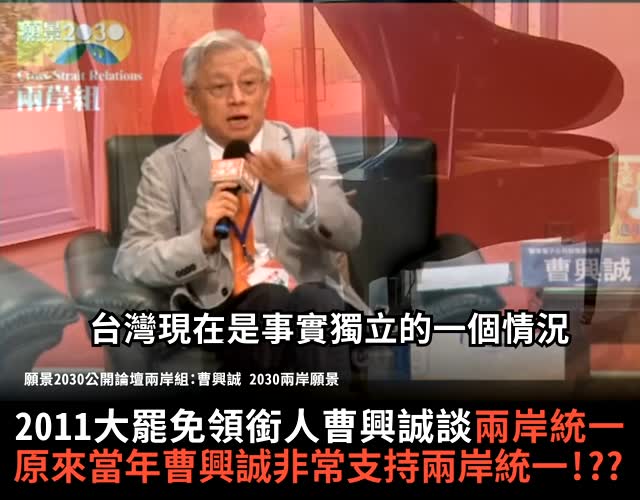 願景2030
Cross-Strait Relations
兩岸組
曹興誠
台灣現在是事實獨立的一個情況
願景2030公開論壇兩岸組:曹興誠 2030兩岸願景
2011大罷免領銜人曹興誠談兩岸統一
原來當年曹興誠非常支持兩岸統一!??